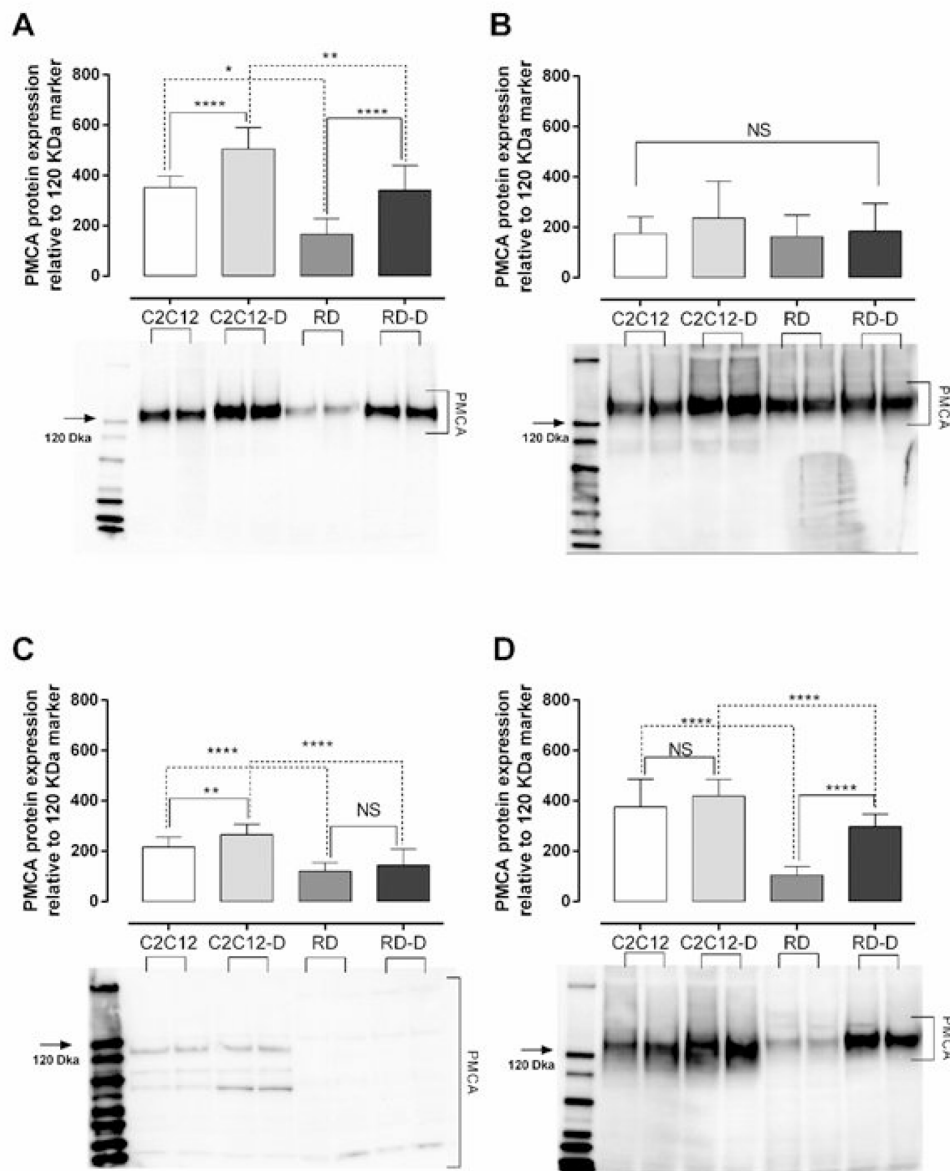 A
PMCA protein expression
relative to 120 KDa marker
800
600
400
200
0
*
**
****
****
C2C12
C2C12-D
RD
RD-D
120 Dka
PMCA
B
PMCA protein expression
relative to 120 KDa marker
800
600
400
200
0
NS
C2C12
C2C12-D
RD
RD-D
120 Dka
PMCA
C
PMCA protein expression
relative to 120 KDa marker
800
600
400
200
0
****
****
**
NS
C2C12
C2C12-D
RD
RD-D
120 Dka
PMCA
D
PMCA protein expression
relative to 120 KDa marker
800
600
400
200
0
****
****
NS
****
C2C12
C2C12-D
RD
RD-D
120 Dka
PMCA